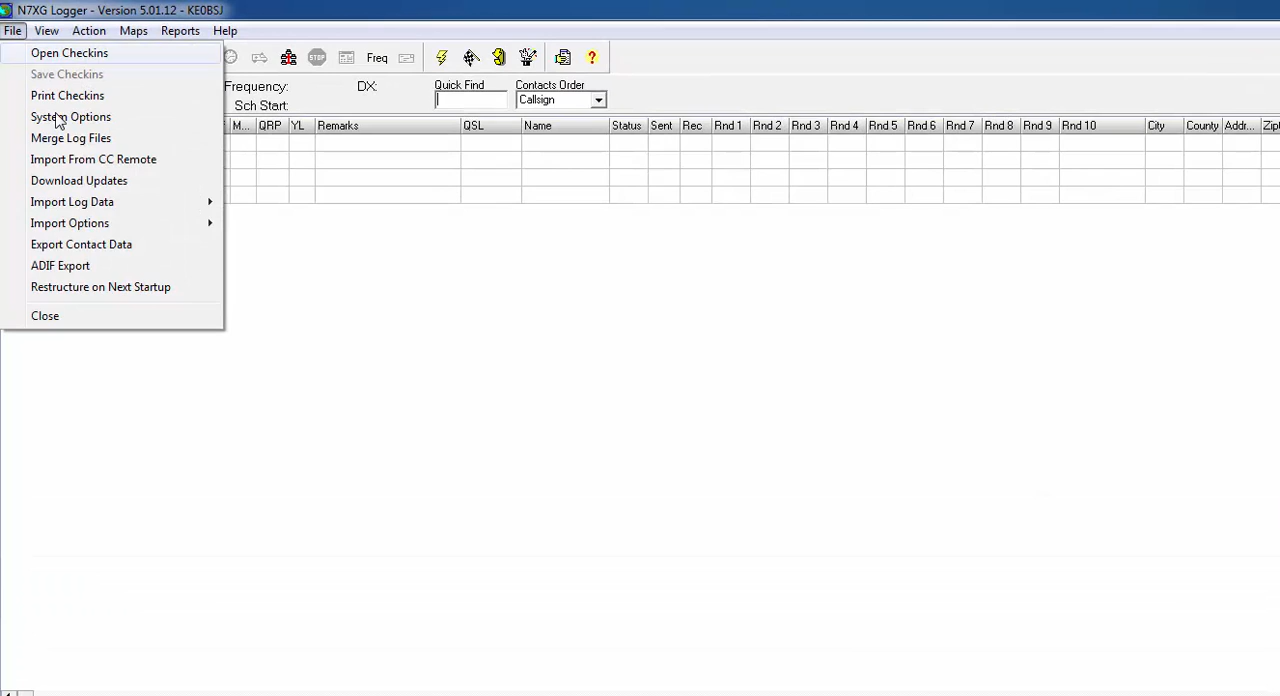 N7XG Logger - Version 5.01.12 - KE0BSJ
File View Action Maps Reports Help
Open Checkins
Save Checkins
Print Checkins
System Options
Merge Log Files
Import From CC Remote
Download Updates
Import Log Data
Import Options
Export Contact Data
ADIF Export
Restructure on Next Startup
Close
STOP Freq ?
Frequency: DX: Quick Find Contacts Order
Sch Start: Callsign
M... QRP YL Remarks QSL Name Status Sent Rec Rnd 1 Rnd 2 Rnd 3 Rnd 4 Rnd 5 Rnd 6 Rnd 7 Rnd 8 Rnd 9 Rnd 10 City County Addr...